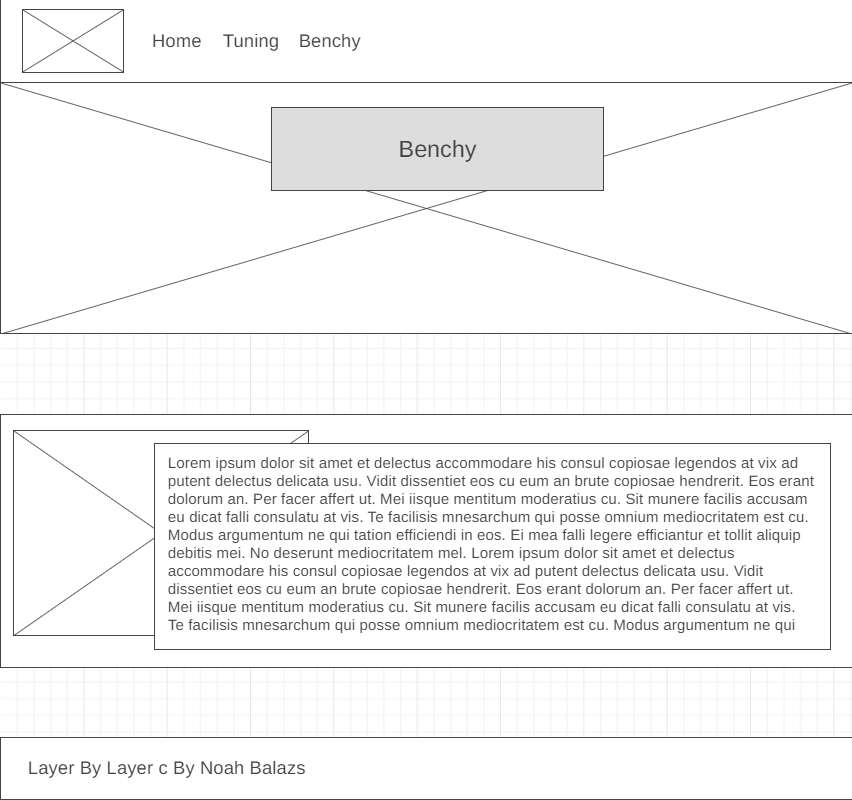 Home Tuning Benchy
Benchy
Lorem ipsum dolor sit amet et delectus accommodare his consul copiosae legendos at vix ad
putent delectus delicata usu. Vidit dissentiet eos cu eum an brute copiosae hendrerit. Eos erant
dolorum an. Per facer affert ut. Mei iisque mentitum moderatius cu. Sit munere facilis accusam
eu dicat falli consulatu at vis. Te facilisis mnesarchum qui posse omnium mediocritatem est cu.
Modus argumentum ne qui tation efficiendi in eos. Ei mea falli legere efficiantur et tollit aliquip
debitis mei. No deserunt mediocritatem mel. Lorem ipsum dolor sit amet et delectus
accommodare his consul copiosae legendos at vix ad putent delectus delicata usu. Vidit
dissentiet eos cu eum an brute copiosae hendrerit. Eos erant dolorum an. Per facer affert ut.
Mei iisque mentitum moderatius cu. Sit munere facilis accusam eu dicat falli consulatu at vis.
Te facilisis mnesarchum qui posse omnium mediocritatem est cu. Modus argumentum ne qui
Layer By Layer c By Noah Balazs